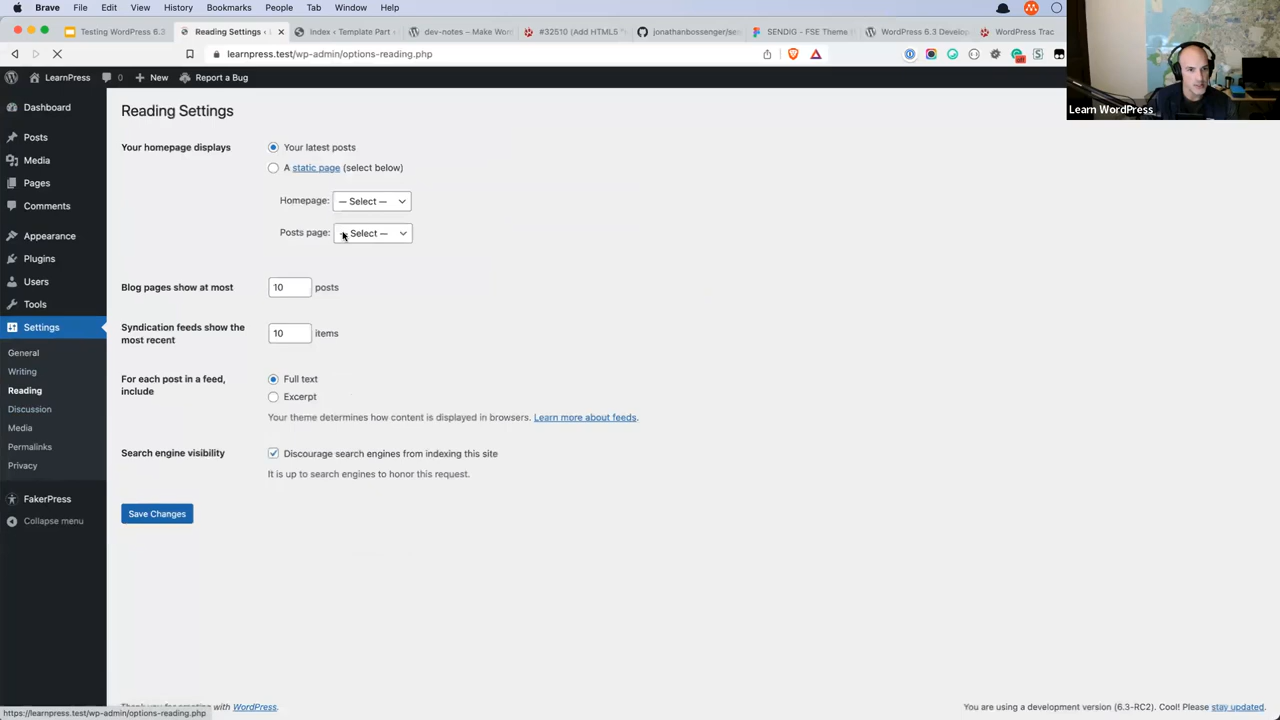 Brave File Edit View History Bookmarks People Tab Window Help
Testing WordPress 6.3 Reading Settings ‹ Index ‹ Template Part ‹ dev-notes – Make Wor #32510 (Add HTML5 jonathanbossenger/sen SENDIG - FSE Theme WordPress 6.3 Develop WordPress Trac
learnpress.test/wp-admin/options-reading.php
LearnPress 0 + New Report a Bug
Learn WordPress
Dashboard
Posts
Media
Pages
Comments
Appearance
Plugins
Users
Tools
Settings
General
Writing
Reading
Discussion
Media
Permalinks
Privacy
FakerPress
Collapse menu
Reading Settings
Your homepage displays
Your latest posts
A static page (select below)
Homepage: — Select —
Posts page: — Select —
Blog pages show at most 10 posts
Syndication feeds show the
most recent
10 items
For each post in a feed,
include
Full text
Excerpt
Your theme determines how content is displayed in browsers. Learn more about feeds.
Search engine visibility
Discourage search engines from indexing this site
It is up to search engines to honor this request.
Save Changes
Thank you for creating with WordPress.
You are using a development version (6.3-RC2). Cool! Please stay updated.
https://learnpress.test/wp-admin/options-reading.php